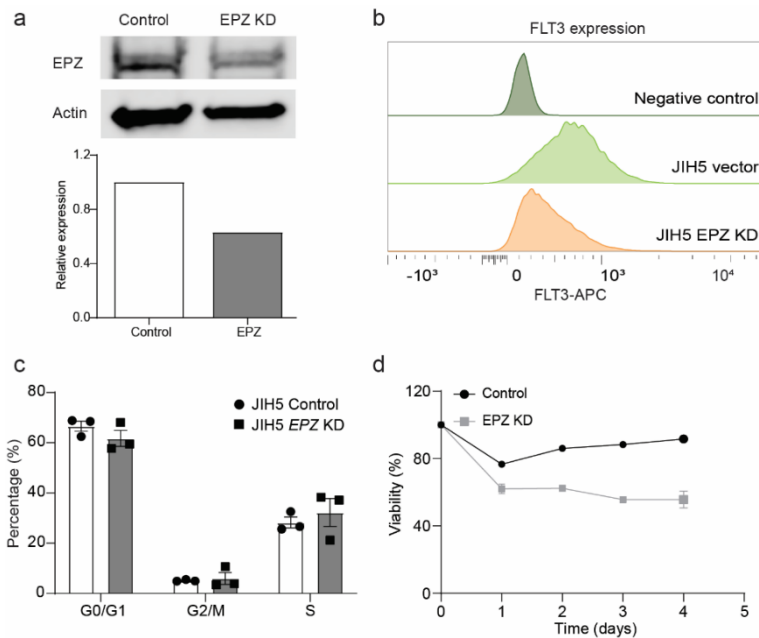 a
Control EPZ KD
EPZ
Actin
1.2
0.8
0.4
0.0
Relative expression
Control EPZ
b
FLT3 expression
Negative control
JIH5 vector
JIH5 EPZ KD
-10³ 0 10³ 10⁴
FLT3-APC
c
80
60
40
20
0
Percentage (%)
JIH5 Control
JIH5 EPZ KD
G0/G1 G2/M S
d
120
80
40
0
Viability (%)
Control
EPZ KD
0 1 2 3 4 5
Time (days)